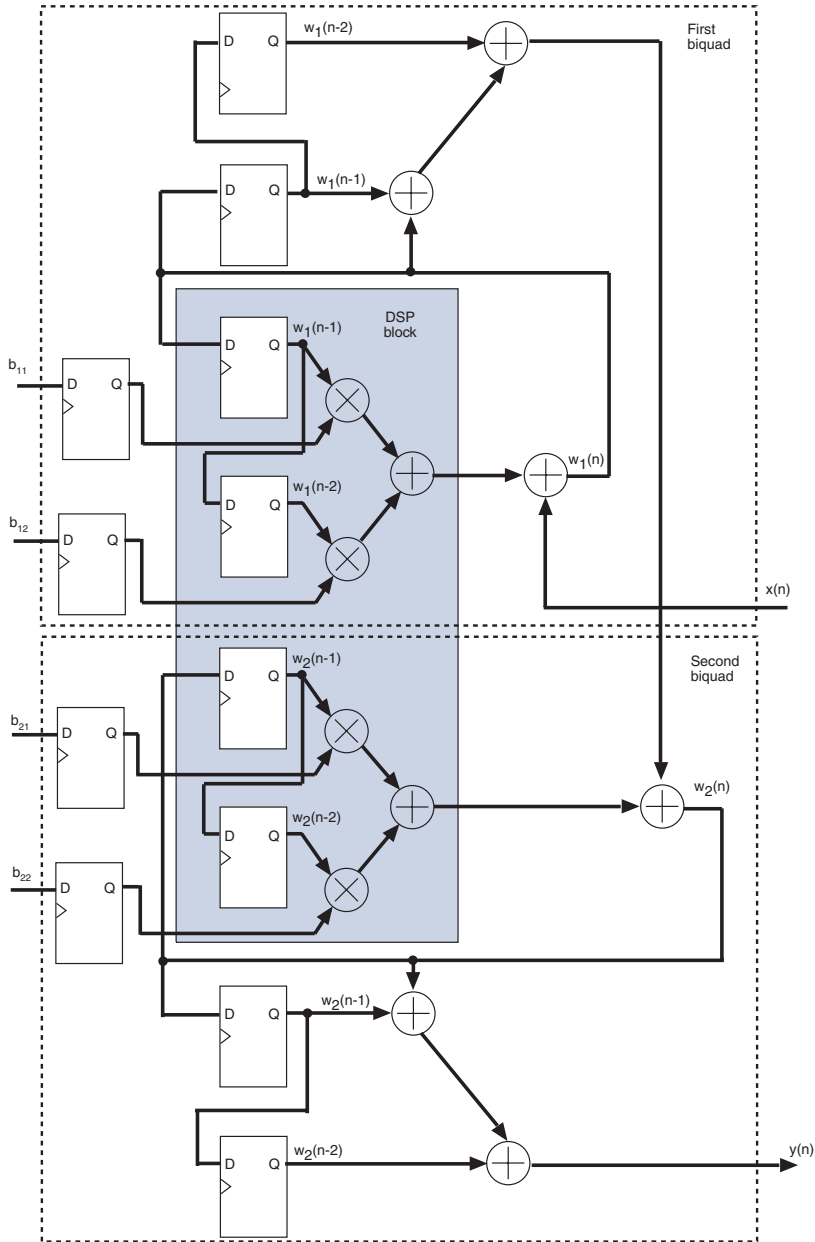 First
biquad
w1(n-2)
D Q
D Q
w1(n-1)
DSP
block
w1(n-1)
D Q
b11
D Q
w1(n)
w1(n-2)
D Q
b12
D Q
x(n)
Second
biquad
w2(n-1)
D Q
b21
D Q
w2(n)
w2(n-2)
D Q
b22
D Q
w2(n-1)
D Q
w2(n-2)
D Q
y(n)